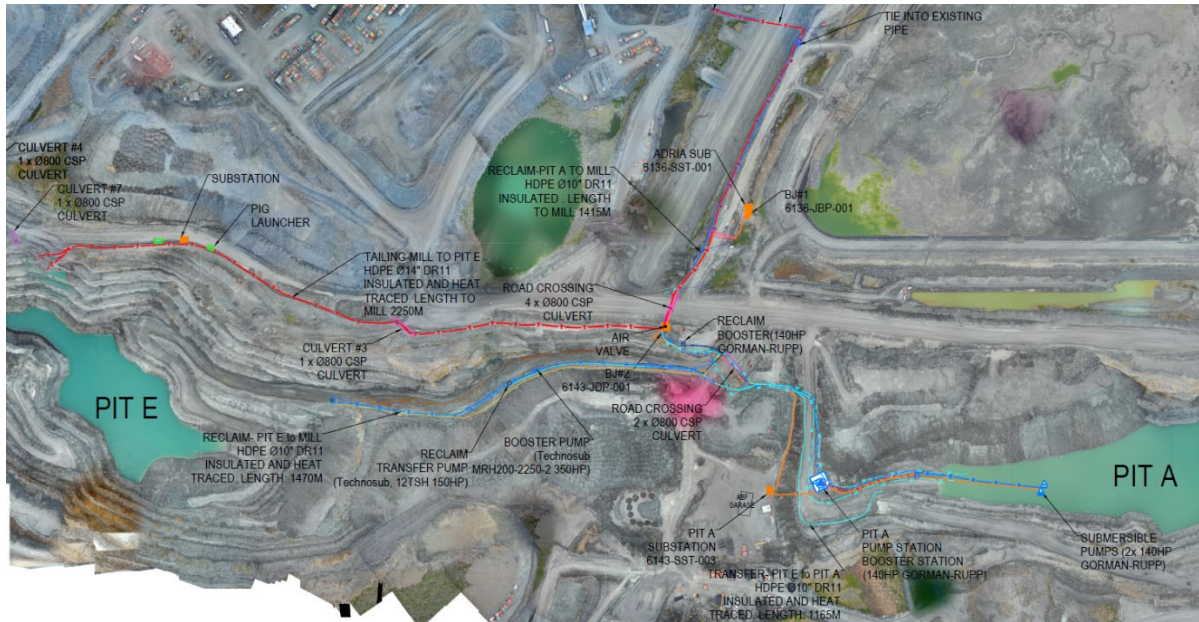 TIE INTO EXISTING
PIPE
CULVERT #4
1 x Ø800 CSP
CULVERT
CULVERT #7
1 x Ø800 CSP
CULVERT
SUBSTATION
PIG
LAUNCHER
RECLAIM-PIT A TO MILL
HDPE Ø10" DR11
INSULATED . LENGTH
TO MILL 1415M
ADRIA SUB
6136-SST-001
BJ#1
6136-JBP-001
TAILING-MILL TO PIT E
HDPE Ø14" DR11
INSULATED AND HEAT
TRACED. LENGTH TO
MILL 2250M
ROAD CROSSING
4 x Ø800 CSP
CULVERT
CULVERT #3
1 x Ø800 CSP
CULVERT
AIR
VALVE
RECLAIM
BOOSTER(140HP
GORMAN-RUPP)
BJ#2
6143-JDP-001
ROAD CROSSING
2 x Ø800 CSP
CULVERT
PIT E
RECLAIM- PIT E to MILL
HDPE Ø10" DR11
INSULATED AND HEAT
TRACED. LENGTH: 1470M
RECLAIM
TRANSFER PUMP
(Technosub, 12TSH 150HP)
BOOSTER PUMP
(Technosub
MRH200-2250-2 350HP)
PIT A
GARAGE
PIT A
SUBSTATION
6143-SST-003
PIT A
PUMP STATION
BOOSTER STATION
(140HP GORMAN-RUPP)
SUBMERSIBLE
PUMPS (2x 140HP
GORMAN-RUPP)
TRANSFER- PIT E to PIT A
HDPE Ø10" DR11
INSULATED AND HEAT
TRACED. LENGTH: 1165M